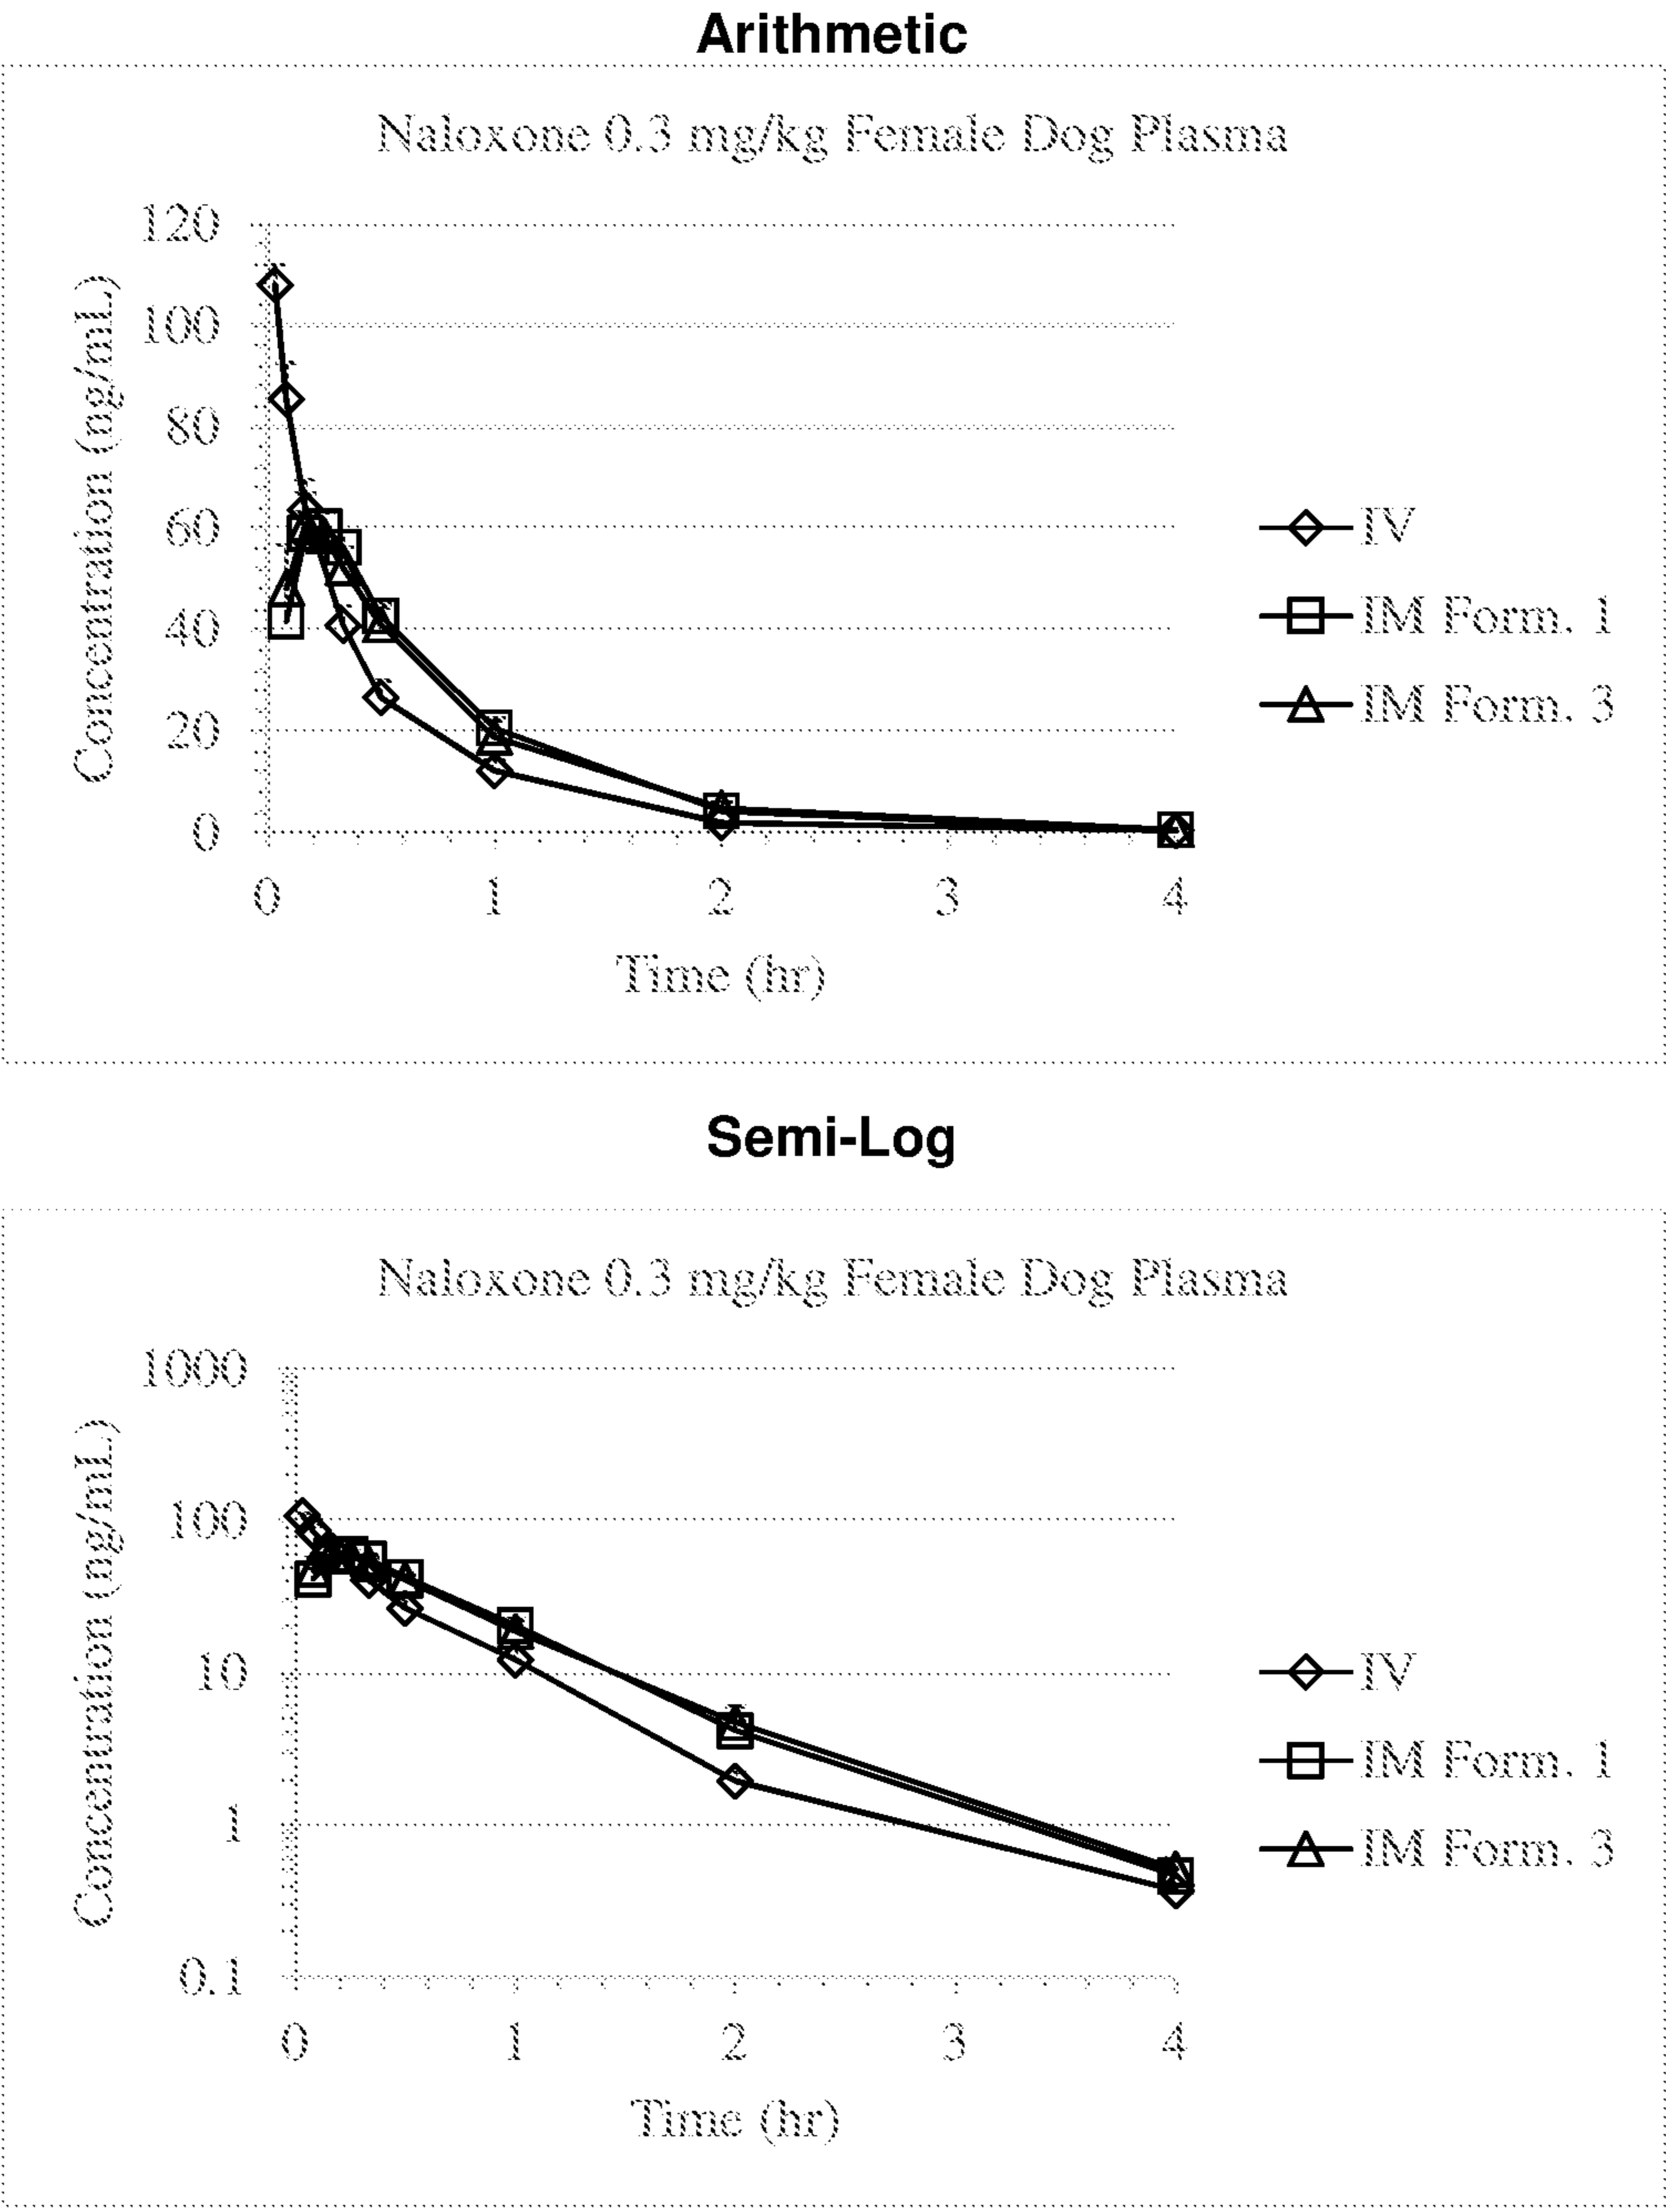 Arithmetic
Naloxone 0.3 mg/kg Female Dog Plasma
120
100
80
60
40
20
0
Concentration (ng/mL)
0 1 2 3 4
Time (hr)
IV
IM Form. 1
IM Form. 3
Semi-Log
Naloxone 0.3 mg/kg Female Dog Plasma
1000
100
10
1
0.1
Concentration (ng/mL)
0 1 2 3 4
Time (hr)
IV
IM Form. 1
IM Form. 3